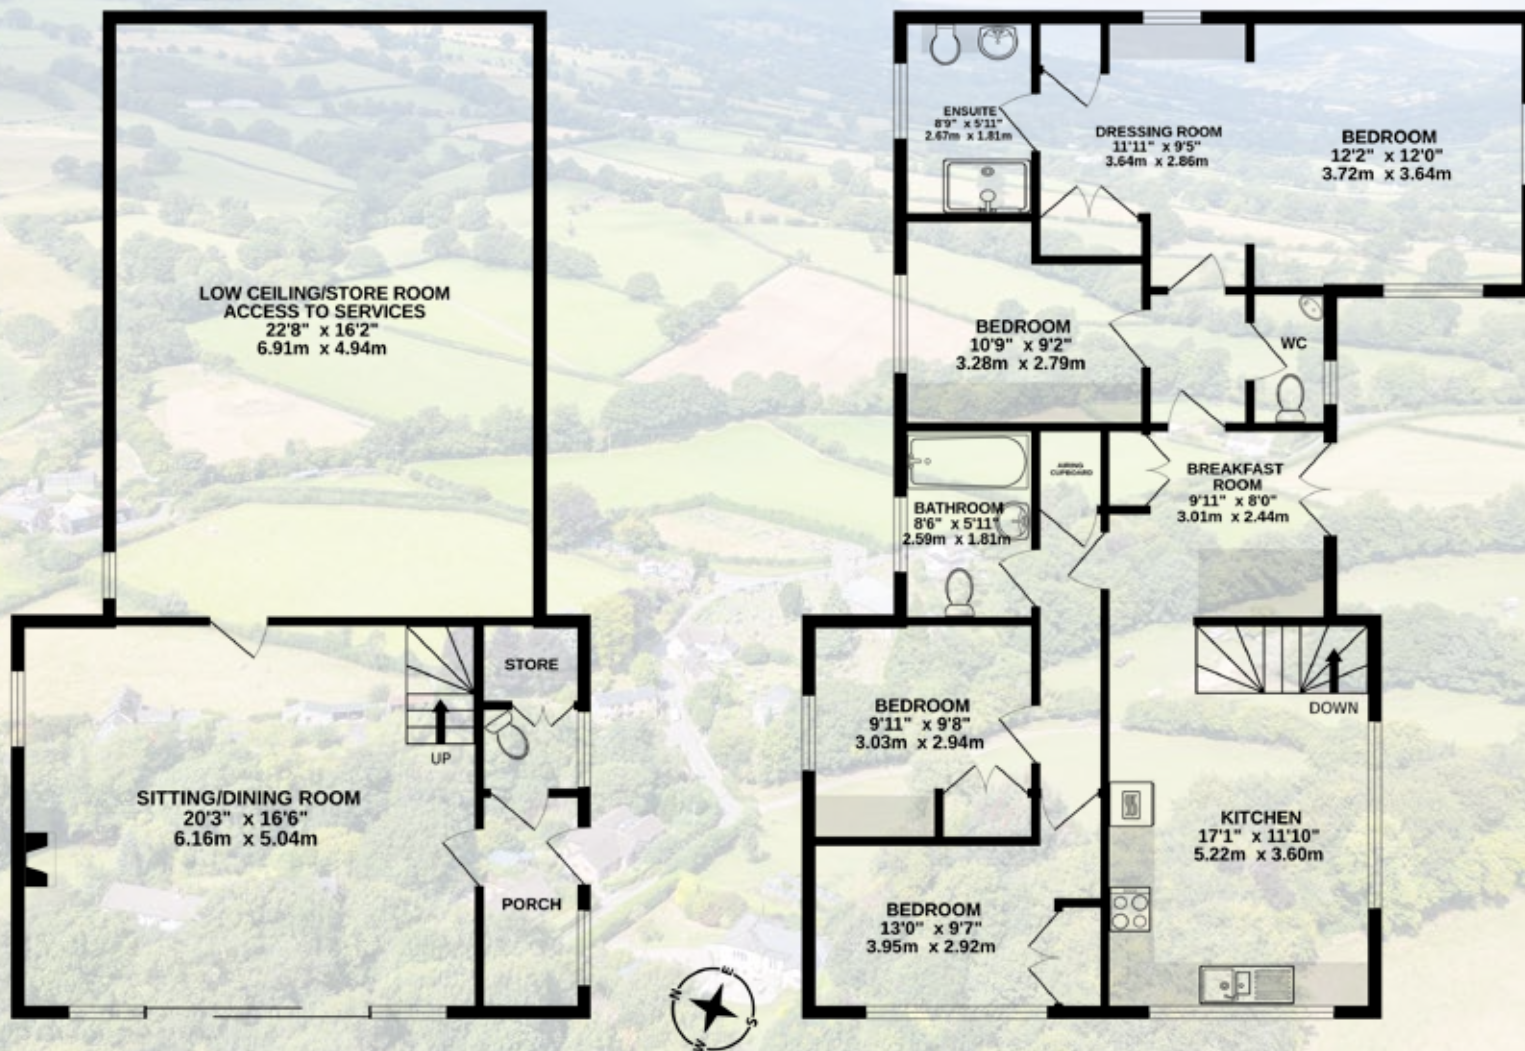 LOW CEILING/STORE ROOM
ACCESS TO SERVICES
22'8" x 16'2"
6.91m x 4.94m
STORE
UP
SITTING/DINING ROOM
20'3" x 16'6"
6.16m x 5.04m
PORCH
ENSUITE
8'9" x 5'11"
2.67m x 1.81m
DRESSING ROOM
11'11" x 9'5"
3.64m x 2.86m
BEDROOM
12'2" x 12'0"
3.72m x 3.64m
BEDROOM
10'9" x 9'2"
3.28m x 2.79m
WC
BATHROOM
8'6" x 5'11"
2.59m x 1.81m
AIRING
CUPBOARD
BREAKFAST
ROOM
9'11" x 8'0"
3.01m x 2.44m
BEDROOM
9'11" x 9'8"
3.03m x 2.94m
DOWN
KITCHEN
17'1" x 11'10"
5.22m x 3.60m
BEDROOM
13'0" x 9'7"
3.95m x 2.92m
N
E
S
W